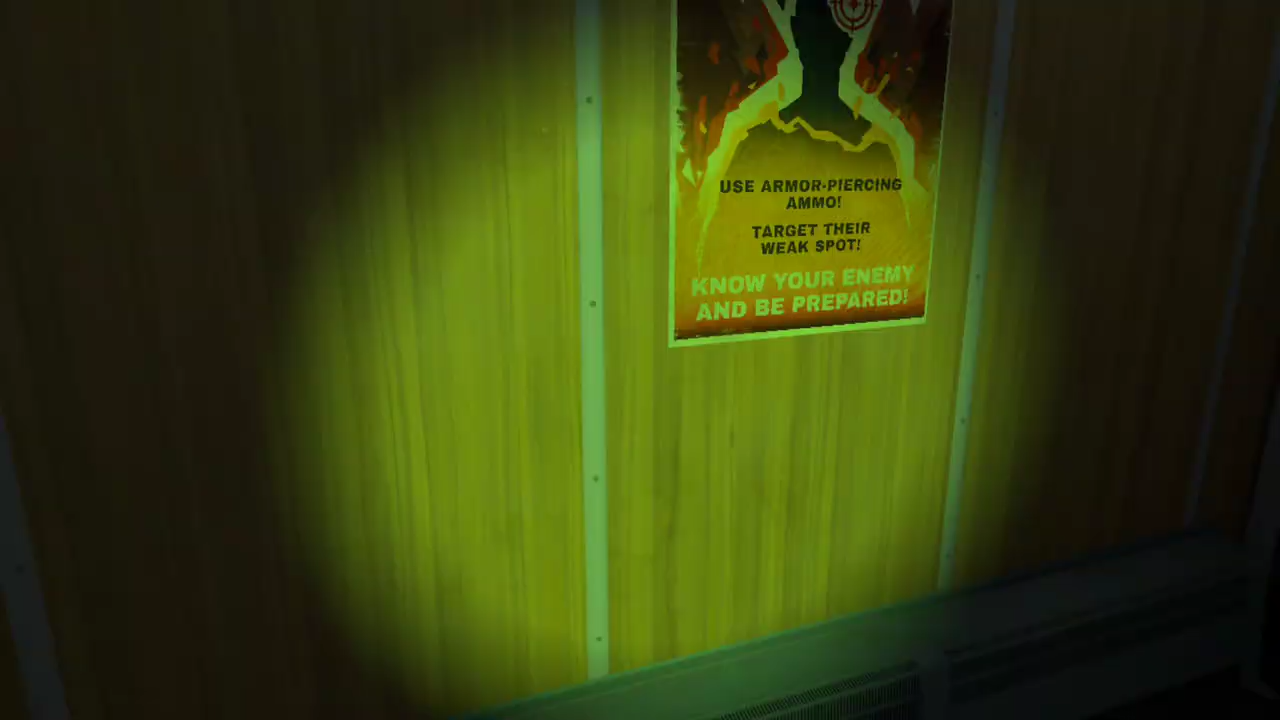 USE ARMOR-PIERCING
AMMO!
TARGET THEIR
WEAK SPOT!
KNOW YOUR ENEMY
AND BE PREPARED!